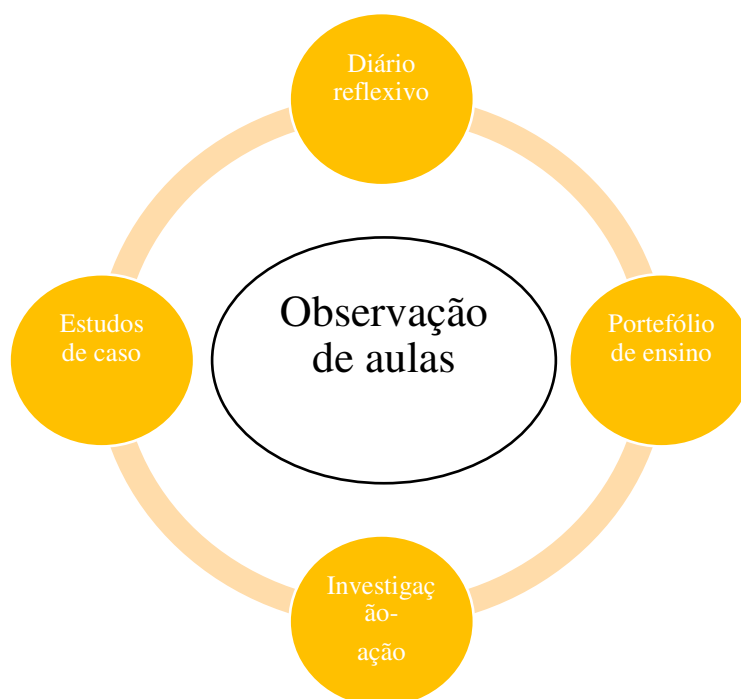 Diário
reflexivo
Observação
de aulas
Estudos
de caso
Portefólio
de ensino
Investigaç
ão-
ação